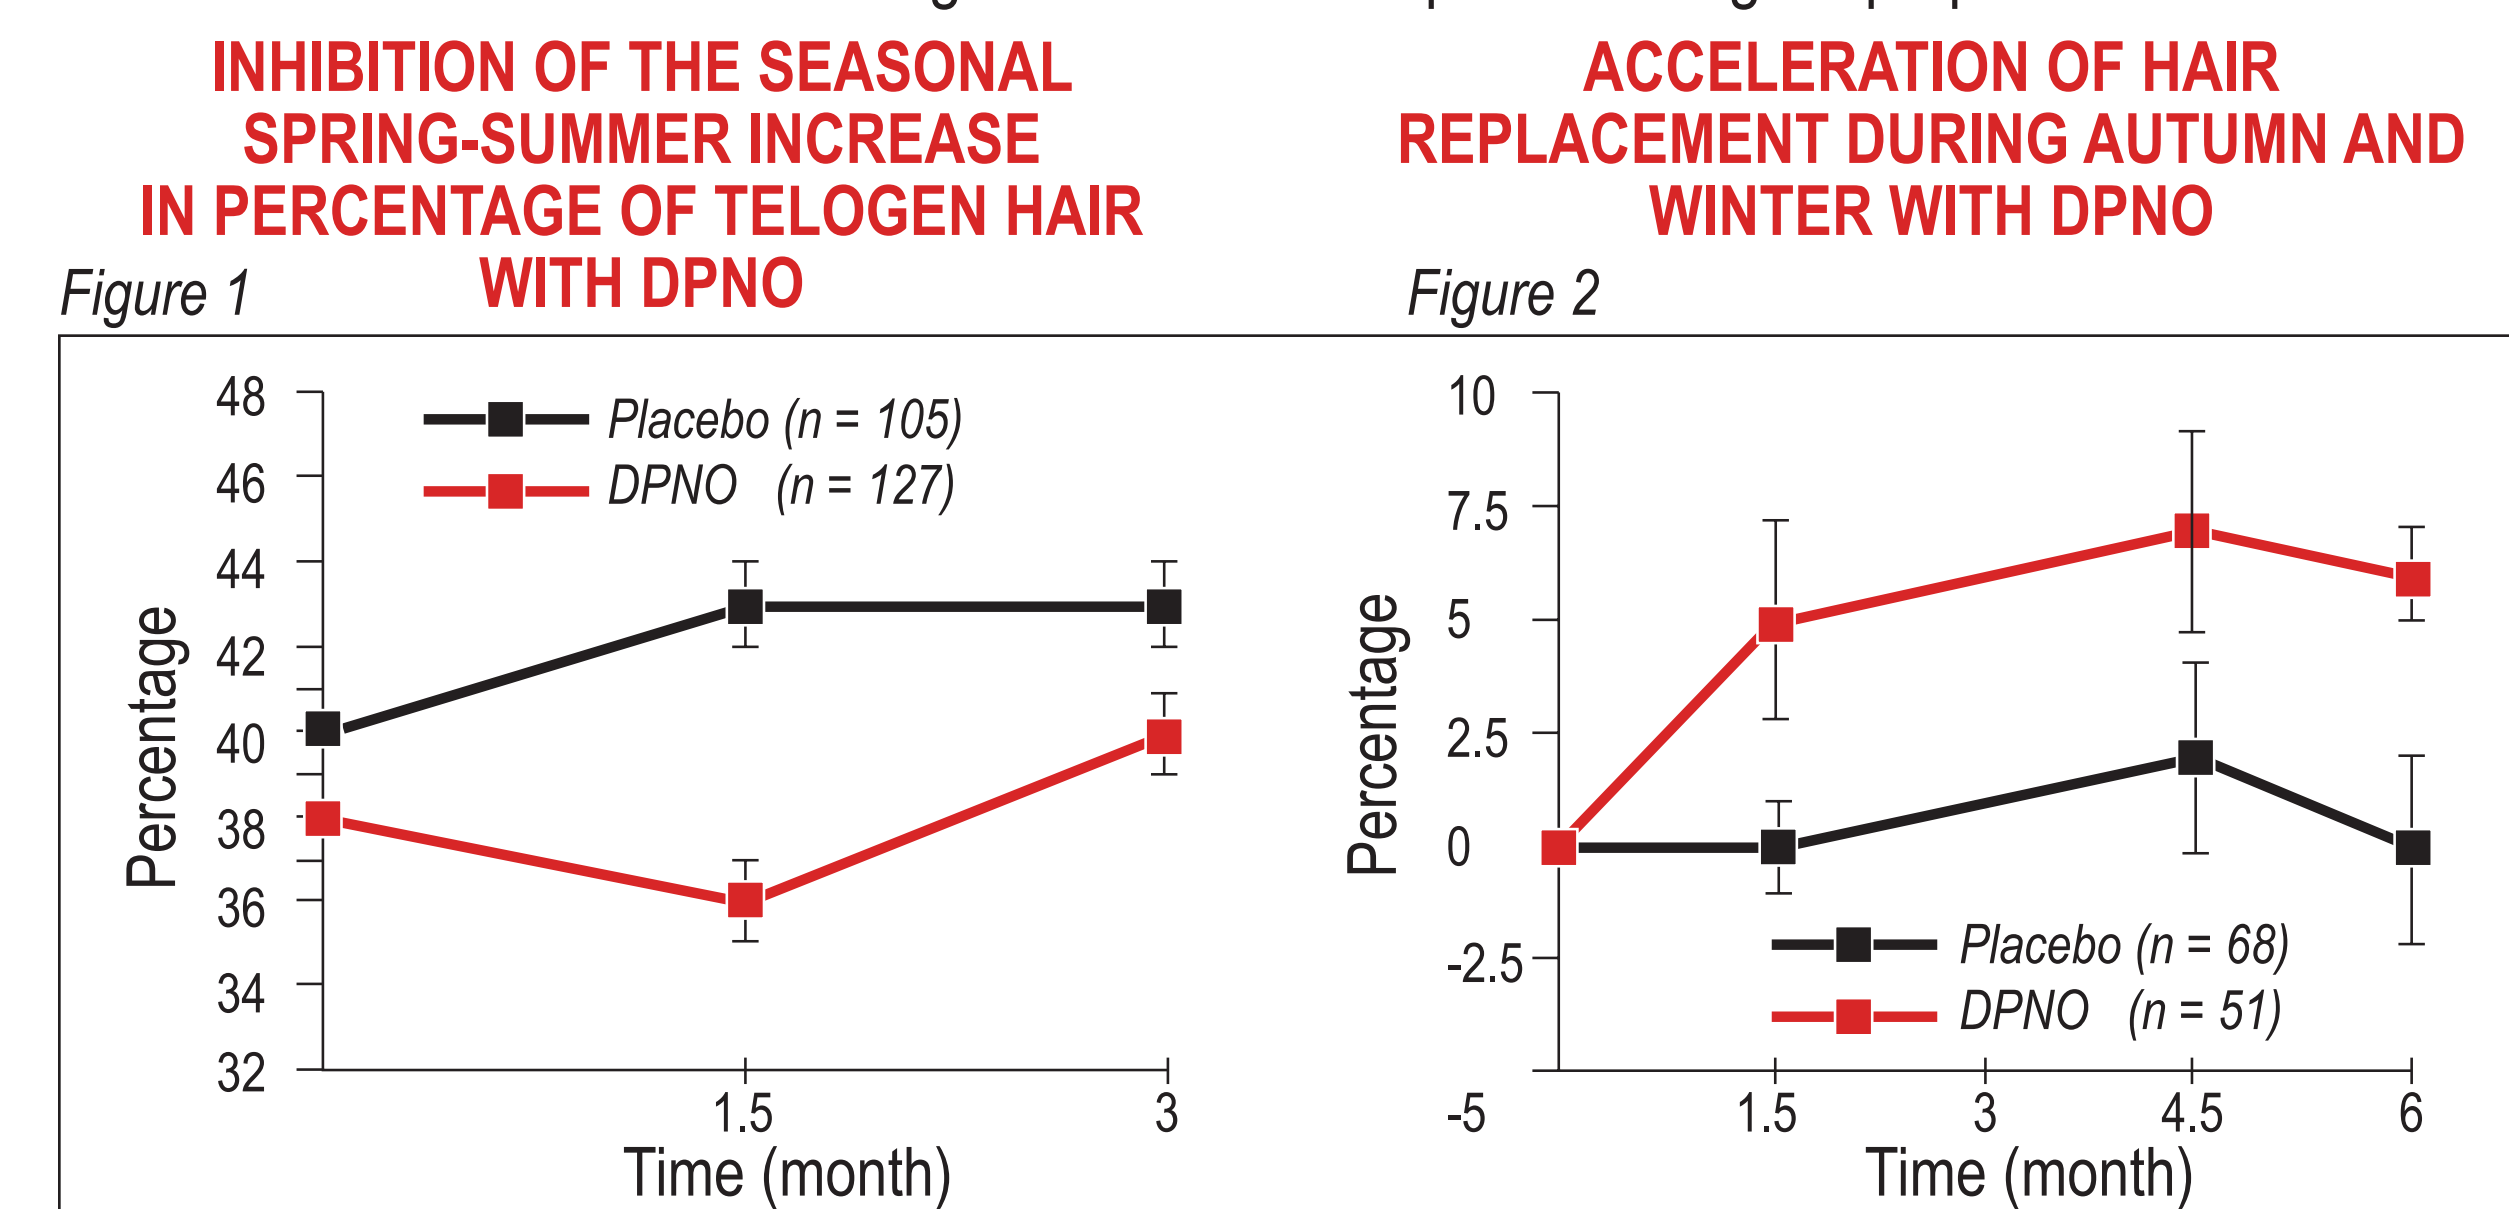 INHIBITION OF THE SEASONAL
SPRING-SUMMER INCREASE
IN PERCENTAGE OF TELOGEN HAIR
WITH DPNO
Figure 1
48
46
44
42
40
38
36
34
32
Percentage
Placebo (n = 105)
DPNO (n = 127)
1.5
3
Time (month)
ACCELERATION OF HAIR
REPLACEMENT DURING AUTUMN AND
WINTER WITH DPNO
Figure 2
10
7.5
5
2.5
0
-2.5
-5
Percentage
Placebo (n = 68)
DPNO (n = 51)
1.5
3
4.5
6
Time (month)